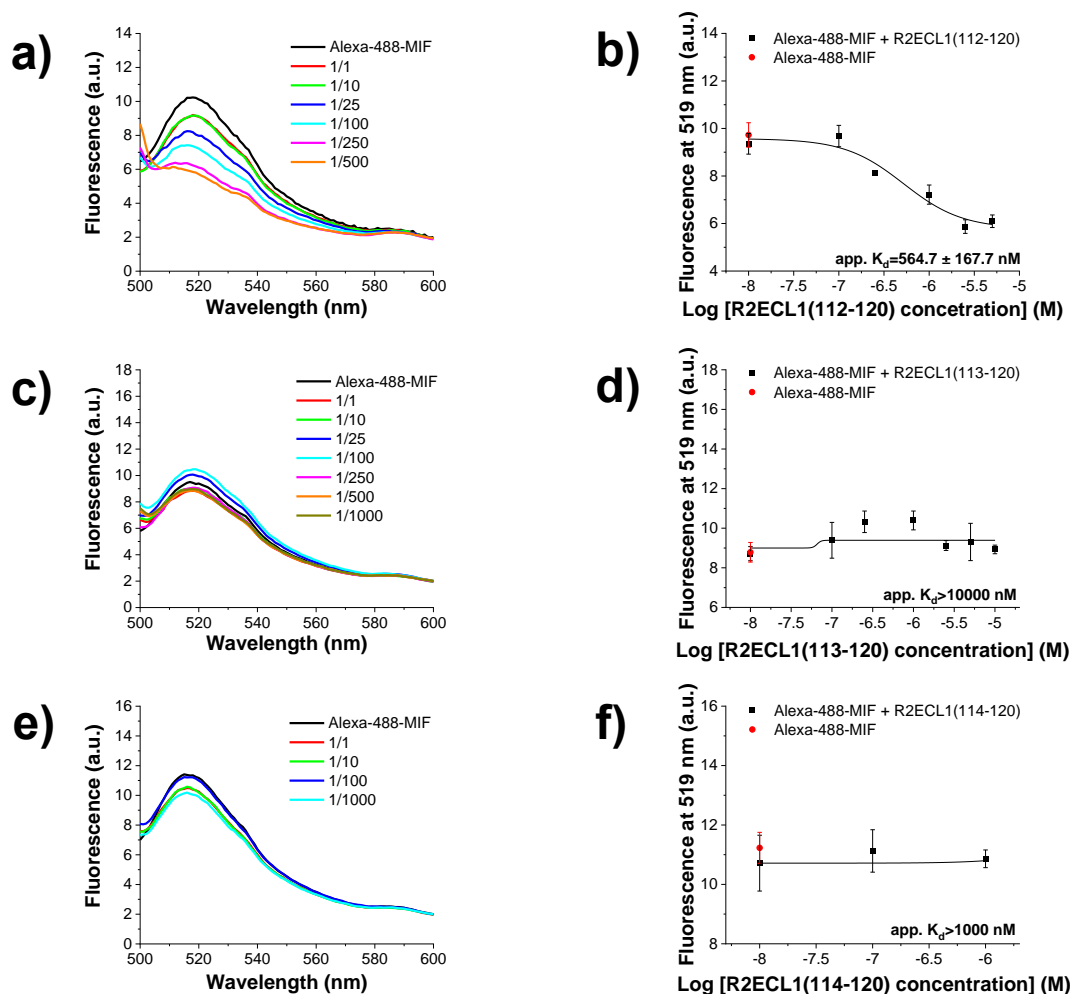 a)
Fluorescence (a.u.)
14
12
10
8
6
4
2
0
500 520 540 560 580 600
Wavelength (nm)
Alexa-488-MIF
1/1
1/10
1/25
1/100
1/250
1/500
b)
Fluorescence at 519 nm (a.u.)
14
12
10
8
6
4
-8 -7.5 -7 -6.5 -6 -5.5 -5
Log [R2ECL1(112-120) concetration] (M)
Alexa-488-MIF + R2ECL1(112-120)
Alexa-488-MIF
app. Kd=564.7 ± 167.7 nM
c)
Fluorescence (a.u.)
18
16
14
12
10
8
6
4
2
0
500 520 540 560 580 600
Wavelength (nm)
Alexa-488-MIF
1/1
1/10
1/25
1/100
1/250
1/500
1/1000
d)
Fluorescence at 519 nm (a.u.)
18
16
14
12
10
8
6
-8 -7.5 -7 -6.5 -6 -5.5 -5
Log [R2ECL1(113-120) concentration] (M)
Alexa-488-MIF + R2ECL1(113-120)
Alexa-488-MIF
app. Kd>10000 nM
e)
Fluorescence (a.u.)
16
14
12
10
8
6
4
2
0
500 520 540 560 580 600
Wavelength (nm)
Alexa-488-MIF
1/1
1/10
1/100
1/1000
f)
Fluorescence at 519 nm (a.u.)
16
14
12
10
8
-8 -7 -6
Log [R2ECL1(114-120) concentration] (M)
Alexa-488-MIF + R2ECL1(114-120)
Alexa-488-MIF
app. Kd>1000 nM